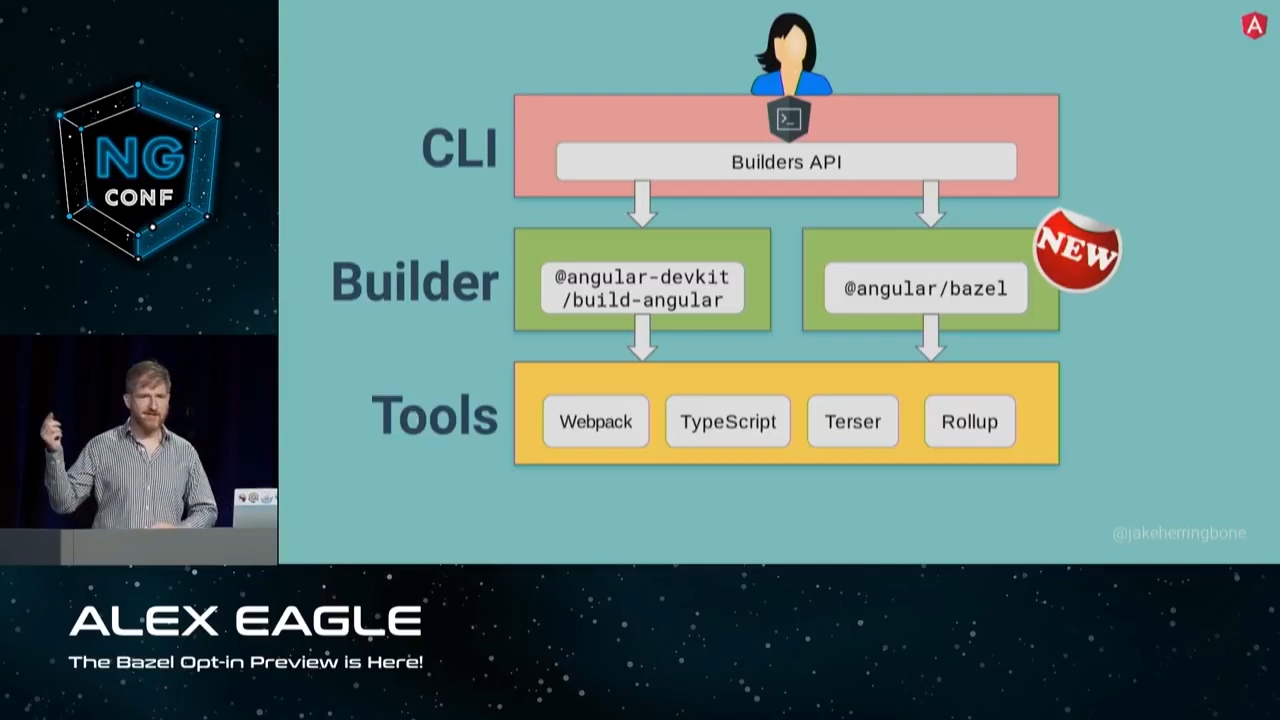 NG
CONF
CLI
>_
Builders API
Builder
@angular-devkit
/build-angular
@angular/bazel
NEW
Tools
Webpack
TypeScript
Terser
Rollup
@jakeherringbone
A
ALEX EAGLE
The Bazel Opt-in Preview is Here!